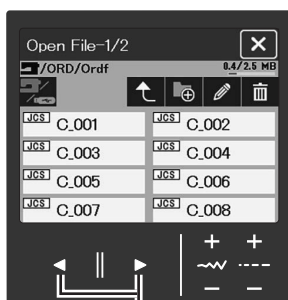 Open File-1/2
/ORD/Ordf
0.4/2.5 MB
JCS C_001 JCS C_002
JCS C_003 JCS C_004
JCS C_005 JCS C_006
JCS C_007 JCS C_008